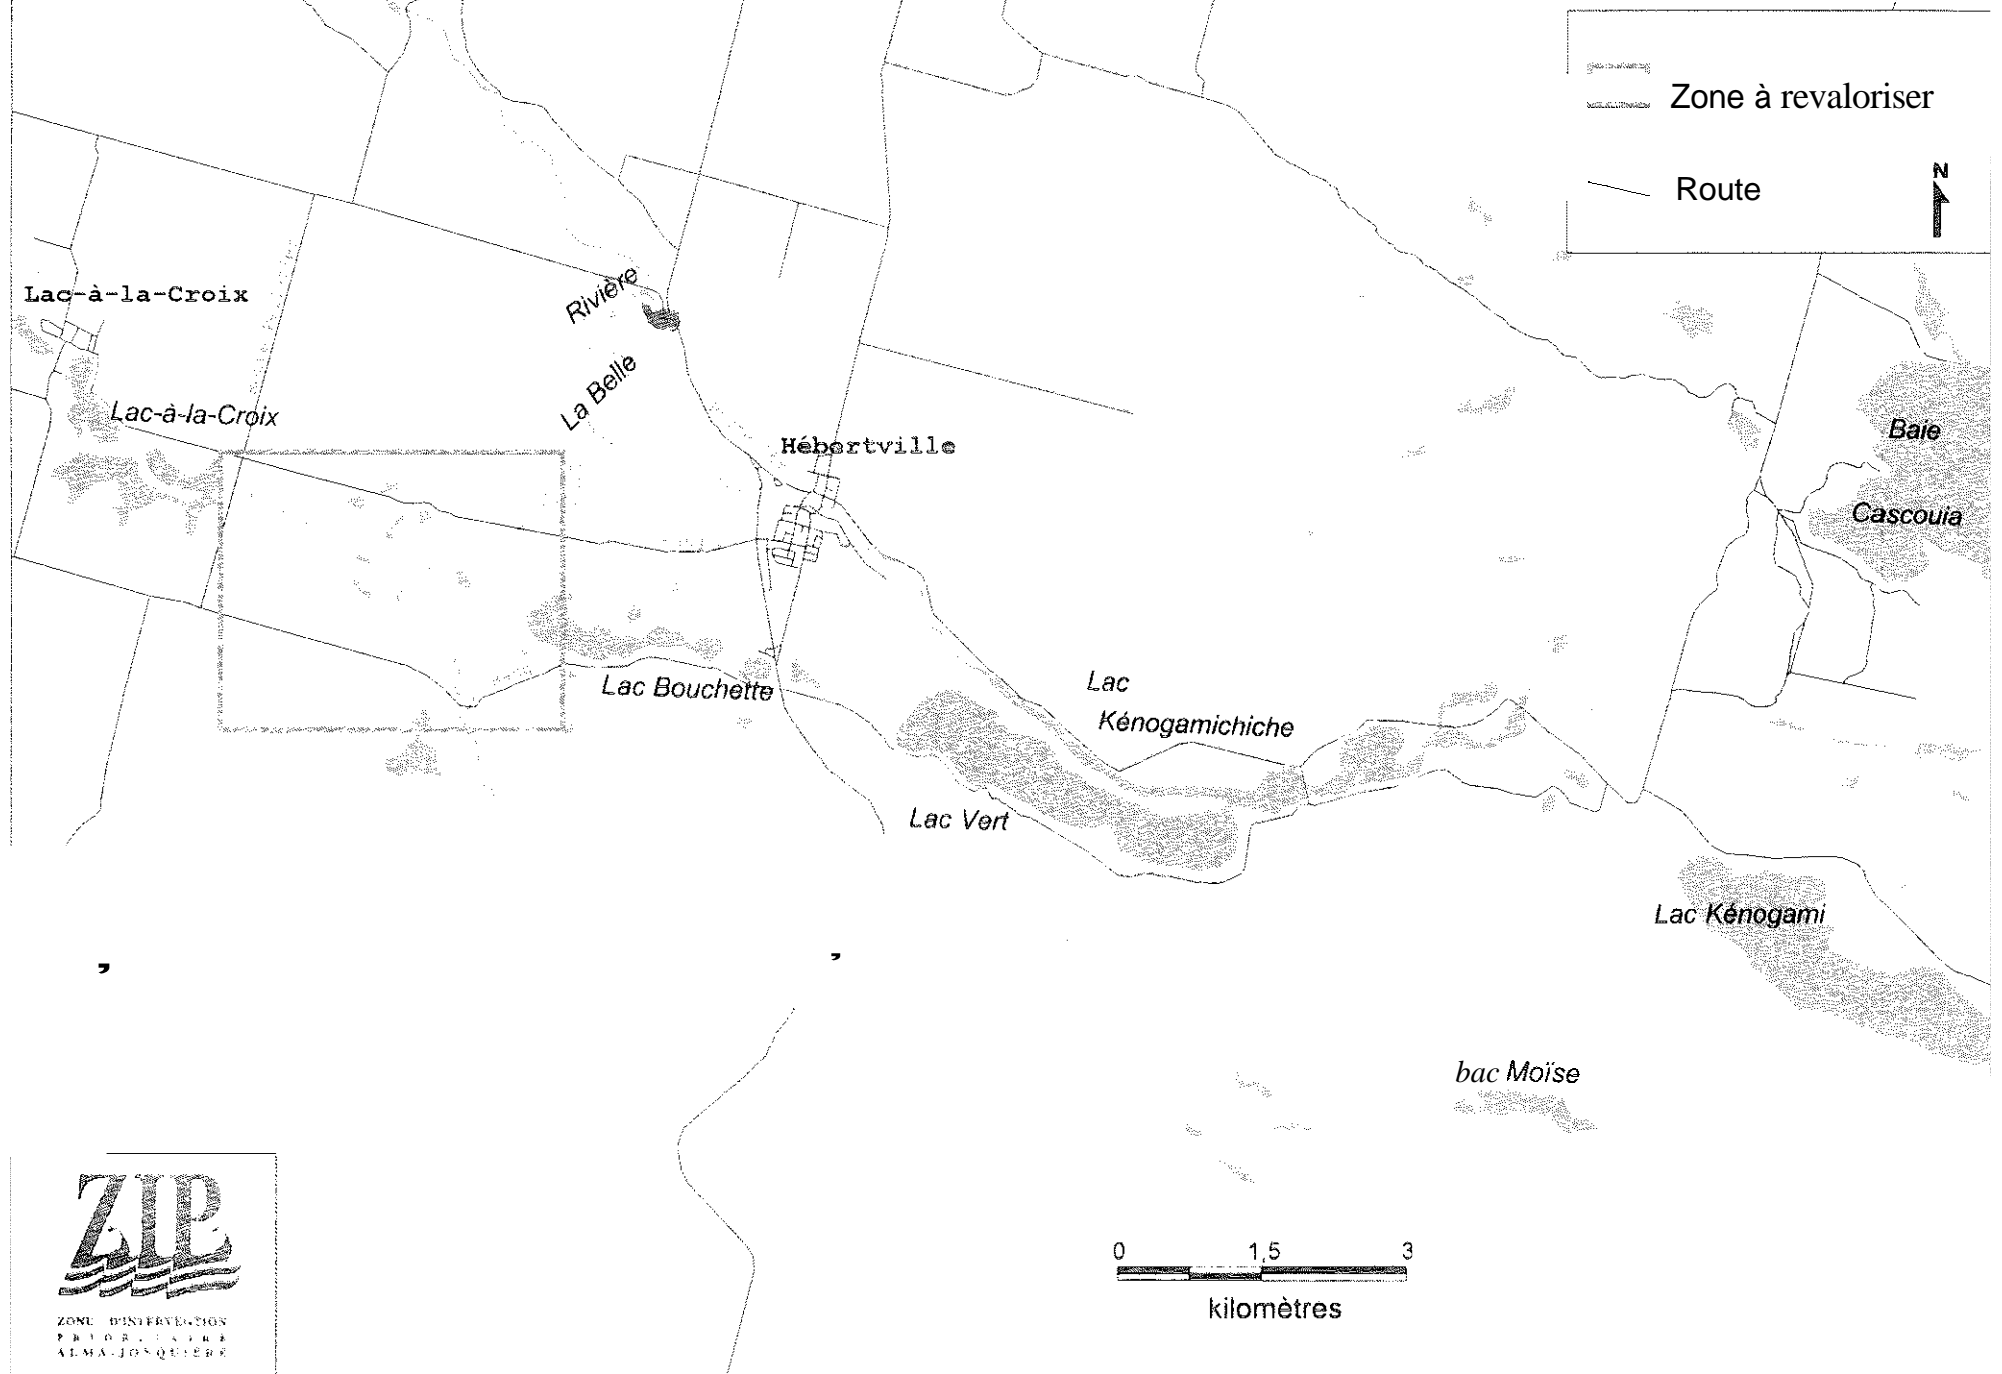 Zone à revaloriser
N
Route
Rivière
La Belle
Lac-à-la-Croix
Lac-à-la-Croix
Hébertville
Baie
Cascouia
Lac Bouchette
Lac
Kénogamichiche
Lac Vert
Lac Kénogami
,
,
bac Moïse
ZIP
0 1,5 3
kilomètres
ZONE D'INTERVENTION
PRIORITAIRE
ALMA-JONQUIÈRE